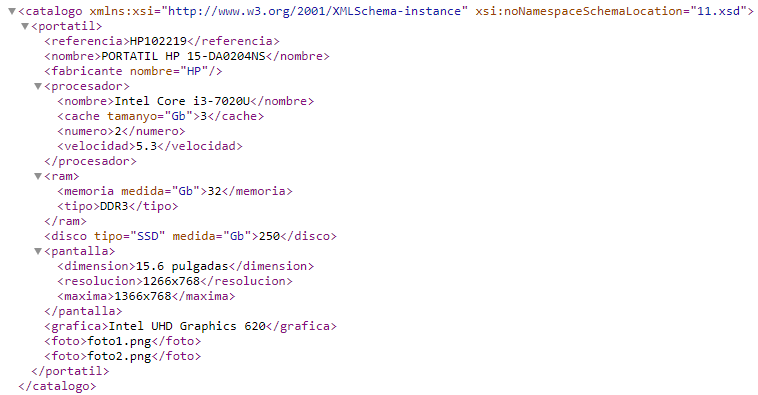 ▼<catalogo xmlns:xsi="http://www.w3.org/2001/XMLSchema-instance" xsi:noNamespaceSchemaLocation="11.xsd">
▼<portatil>
<referencia>HP102219</referencia>
<nombre>PORTATIL HP 15-DA0204NS</nombre>
<fabricante nombre="HP"/>
▼<procesador>
<nombre>Intel Core i3-7020U</nombre>
<cache tamanyo="Gb">3</cache>
<numero>2</numero>
<velocidad>5.3</velocidad>
</procesador>
▼<ram>
<memoria medida="Gb">32</memoria>
<tipo>DDR3</tipo>
</ram>
<disco tipo="SSD" medida="Gb">250</disco>
▼<pantalla>
<dimension>15.6 pulgadas</dimension>
<resolucion>1266x768</resolucion>
<maxima>1366x768</maxima>
</pantalla>
<grafica>Intel UHD Graphics 620</grafica>
<foto>foto1.png</foto>
<foto>foto2.png</foto>
</portatil>
</catalogo>